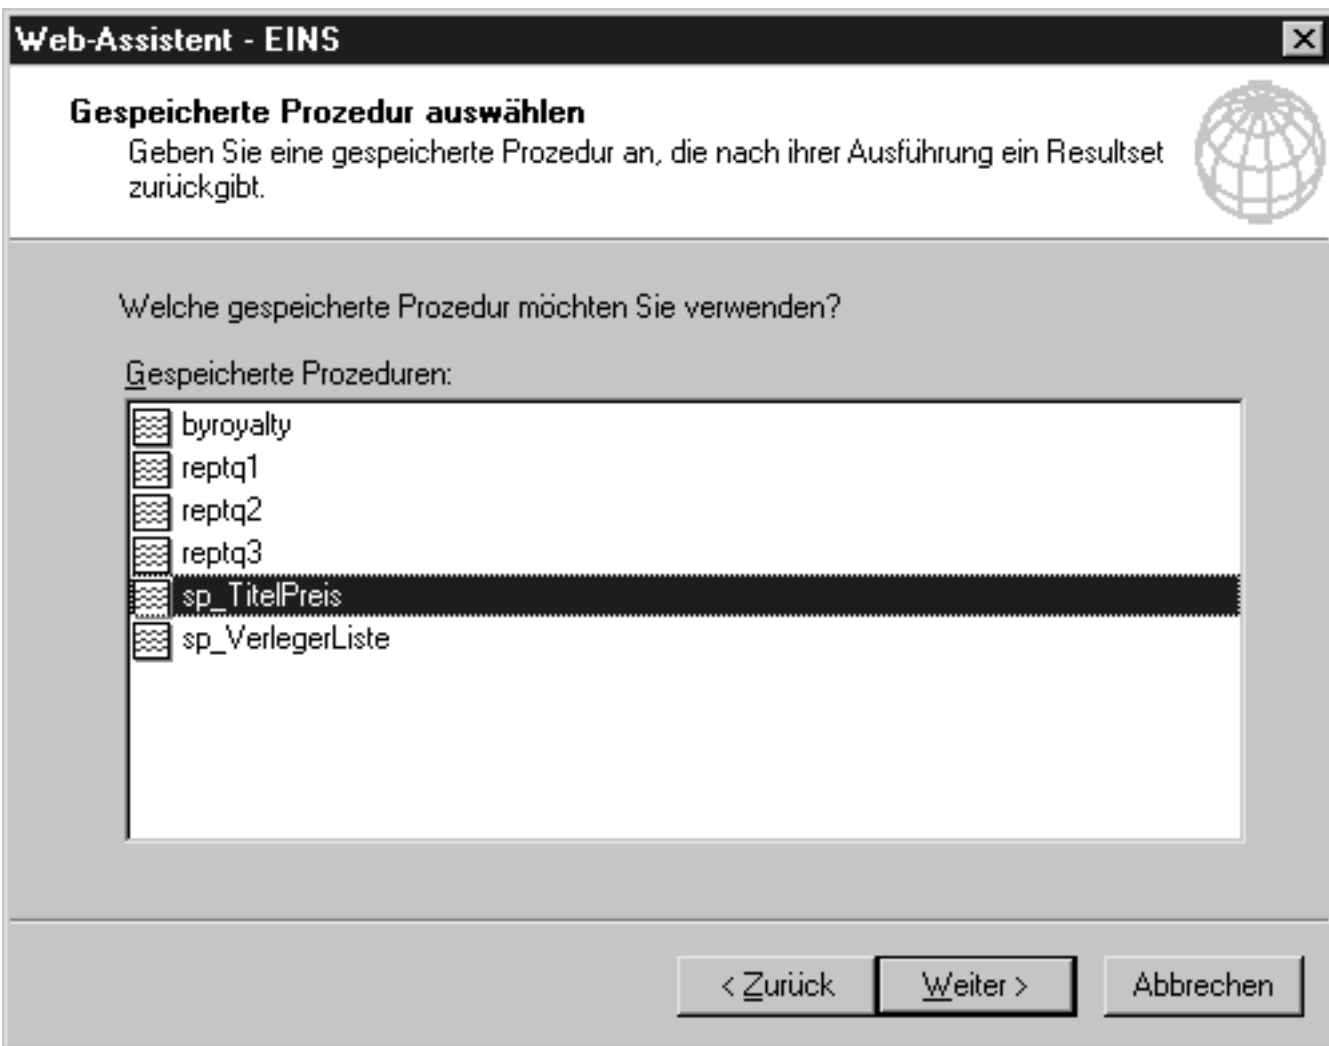 Web-Assistent - EINS
Gespeicherte Prozedur auswählen
Geben Sie eine gespeicherte Prozedur an, die nach ihrer Ausführung ein Resultset
zurückgibt.
Welche gespeicherte Prozedur möchten Sie verwenden?
Gespeicherte Prozeduren:
byroyalty
reptq1
reptq2
reptq3
sp_TitelPreis
sp_VerlegerListe
< Zurück Weiter > Abbrechen